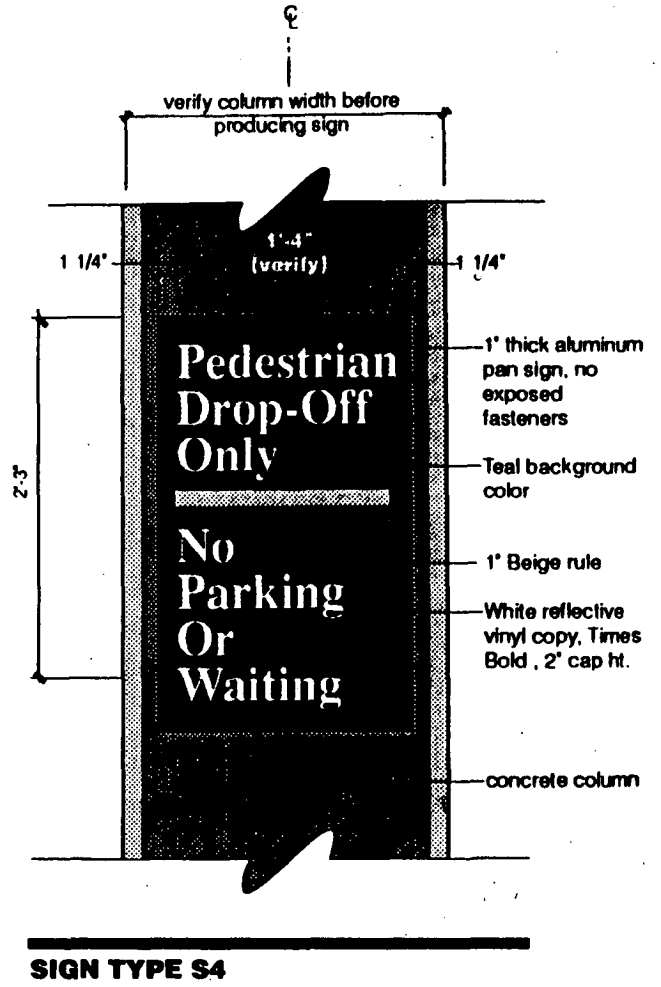 ℄
verify column width before
producing sign
1'-4"
(verify)
1 1/4"
1 1/4"
2'-3"
Pedestrian
Drop-Off
Only
No
Parking
Or
Waiting
1" thick aluminum
pan sign, no
exposed
fasteners
Teal background
color
1" Beige rule
White reflective
vinyl copy, Times
Bold , 2" cap ht.
concrete column
SIGN TYPE S4